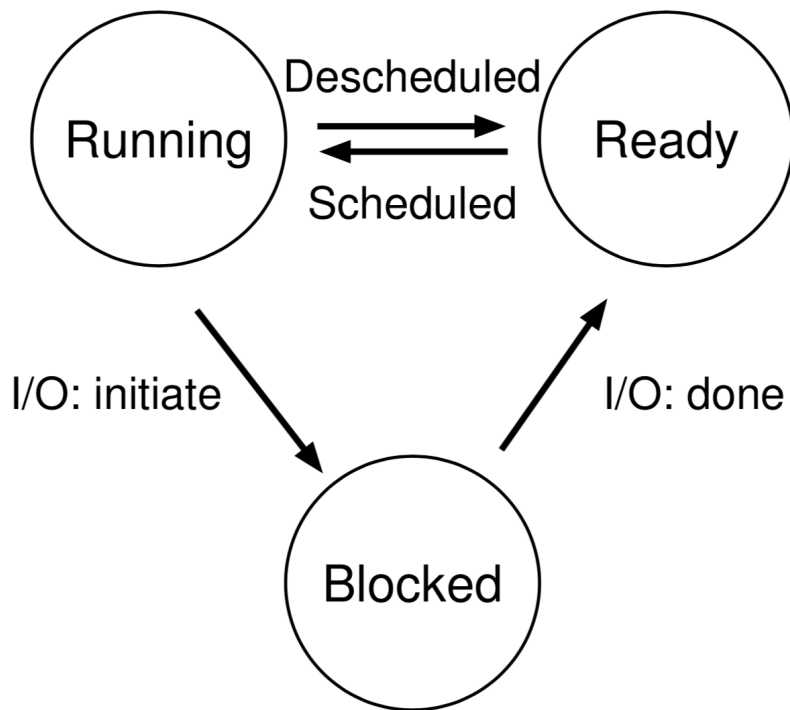 Descheduled
Running
Ready
Scheduled
I/O: initiate
I/O: done
Blocked